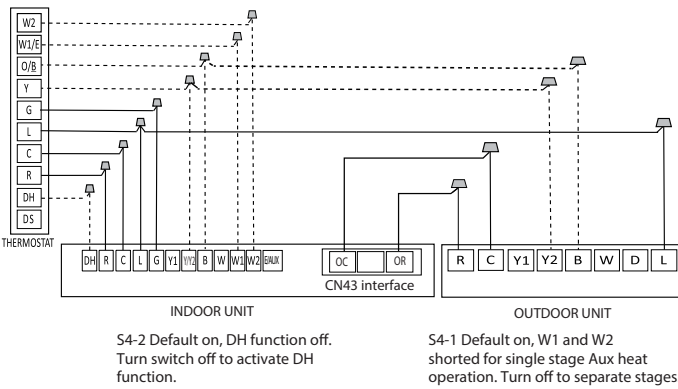 W2
W1/E
O/B
Y
G
L
C
R
DH
DS
THERMOSTAT
DH R C L G Y1 Y/Y2 B W W1 W2 E/AUX
OC OR
CN43 interface
R C Y1 Y2 B W D L
INDOOR UNIT
OUTDOOR UNIT
S4-2 Default on, DH function off.
Turn switch off to activate DH
function.
S4-1 Default on, W1 and W2
shorted for single stage Aux heat
operation. Turn off to separate stages